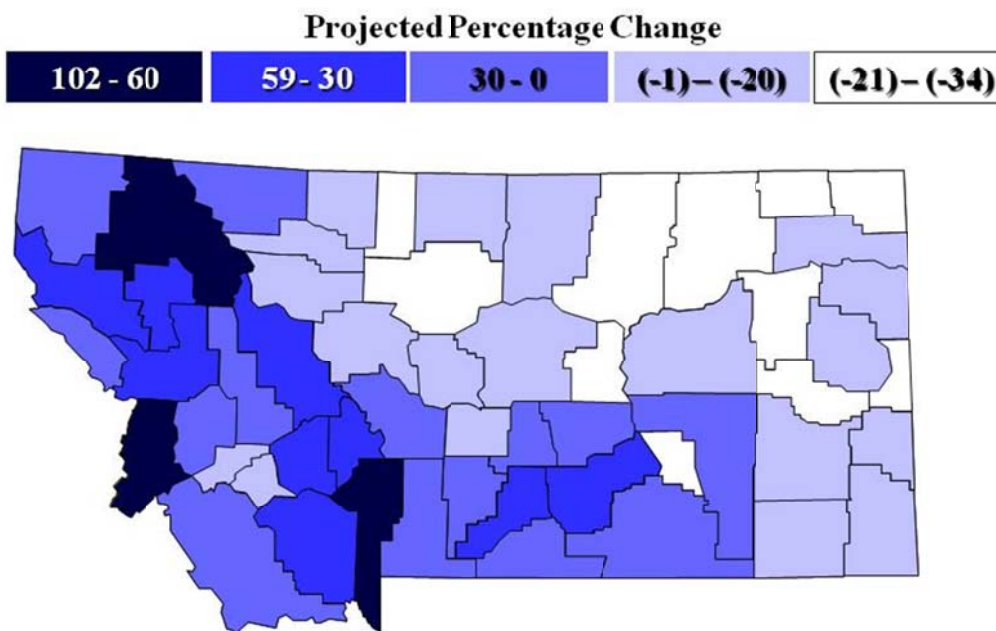 Projected Percentage Change
102 - 60 59 - 30 30 - 0 (-1) – (-20) (-21) – (-34)